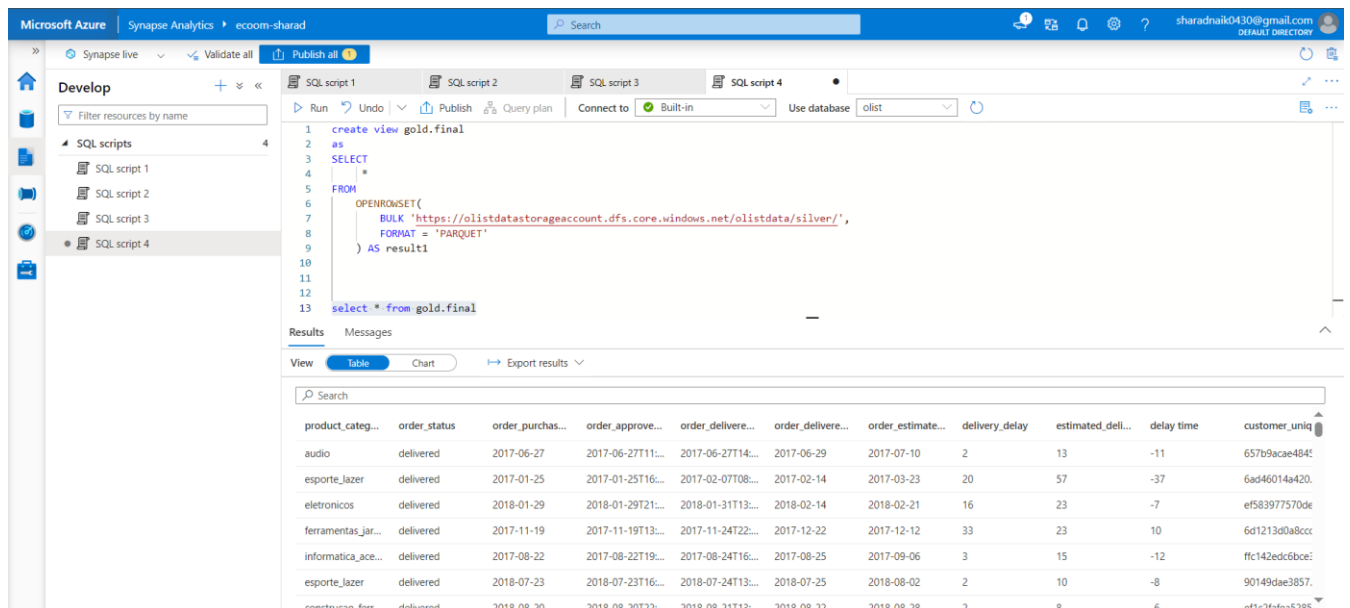 Microsoft Azure Synapse Analytics ecoom-sharad Search 1 ? sharadnaik0430@gmail.com
DEFAULT DIRECTORY
» Synapse live Validate all Publish all 1
Develop + «
Filter resources by name
SQL scripts 4
SQL script 1
SQL script 2
SQL script 3
SQL script 4
SQL script 1 SQL script 2 SQL script 3 SQL script 4
Run Undo Publish Query plan Connect to Built-in Use database olist
1 create view gold.final
2 as
3 SELECT
4 *
5 FROM
6 OPENROWSET(
7 BULK 'https://olistdatastorageaccount.dfs.core.windows.net/olistdata/silver/',
8 FORMAT = 'PARQUET'
9 ) AS result1
10
11
12
13 select * from gold.final
Results Messages
View Table Chart Export results
Search
product_categ... order_status order_purchas... order_approve... order_delivere... order_delivere... order_estimate... delivery_delay estimated_deli... delay time customer_uniq
audio delivered 2017-06-27 2017-06-27T11:... 2017-06-27T14:... 2017-06-29 2017-07-10 2 13 -11 657b9acae4845
esporte_lazer delivered 2017-01-25 2017-01-25T16:... 2017-02-07T08:... 2017-02-14 2017-03-23 20 57 -37 6ad46014a420.
eletronicos delivered 2018-01-29 2018-01-29T21:... 2018-01-31T13:... 2018-02-14 2018-02-21 16 23 -7 ef583977570de
ferramentas_jar... delivered 2017-11-19 2017-11-19T13:... 2017-11-24T22:... 2017-12-22 2017-12-12 33 23 10 6d1213d0a8ccc
informatica_ace... delivered 2017-08-22 2017-08-22T19:... 2017-08-24T16:... 2017-08-25 2017-09-06 3 15 -12
esporte_lazer delivered 2018-07-23 2018-07-23T16:... 2018-07-24T13:... 2018-07-25 2018-08-02 2 10 -8 90149dae3857.